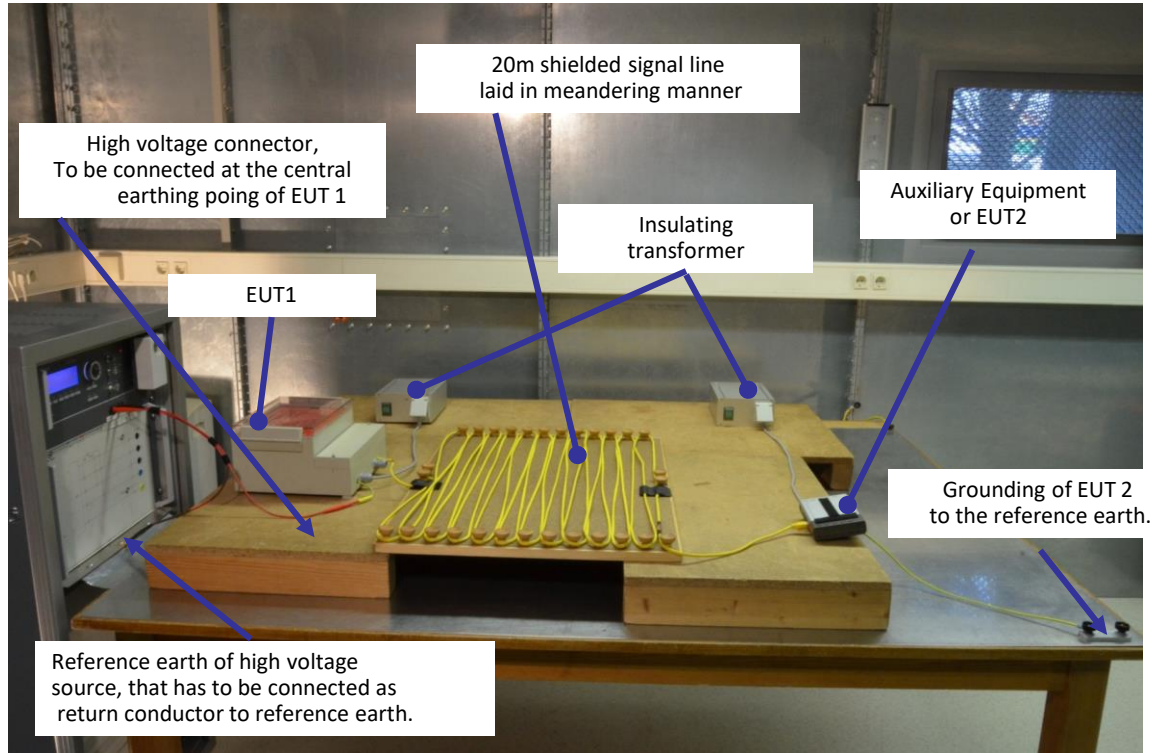 20m shielded signal line
laid in meandering manner
High voltage connector,
To be connected at the central
earthing poing of EUT 1
Auxiliary Equipment
or EUT2
Insulating
transformer
EUT1
Grounding of EUT 2
to the reference earth.
Reference earth of high voltage
source, that has to be connected as
return conductor to reference earth.